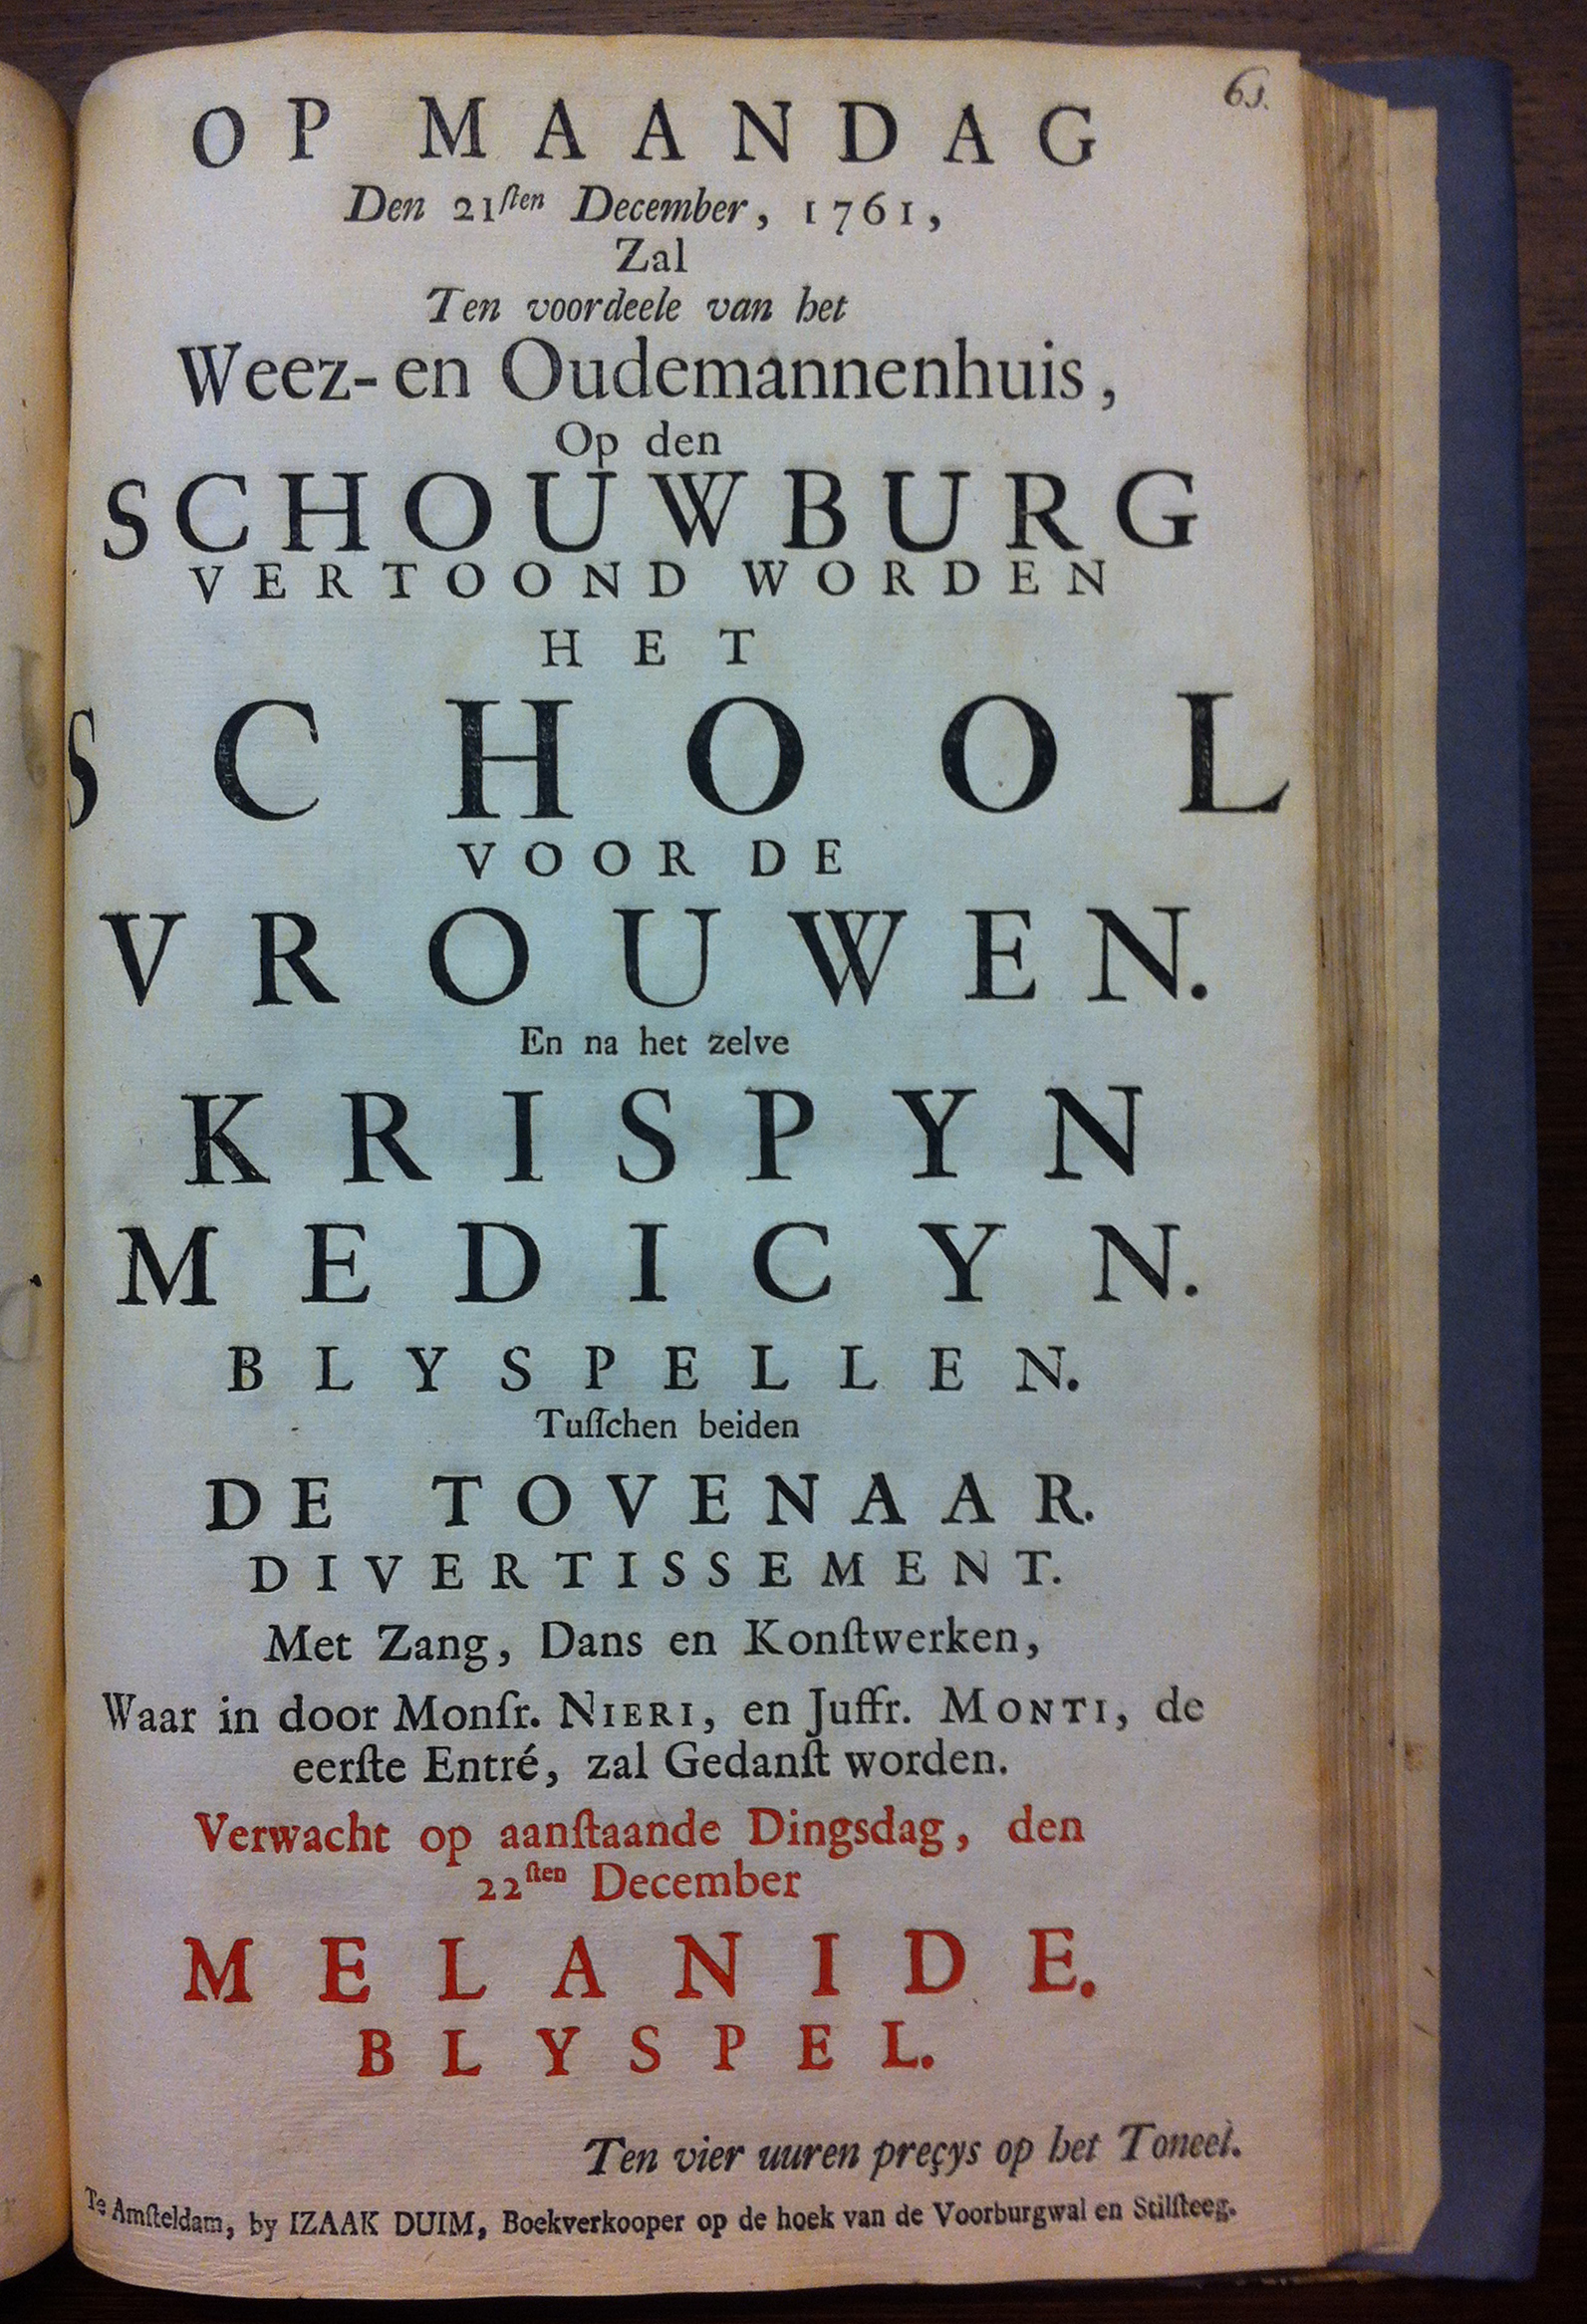 61.
OP MAANDAG
Den 21ſten December, 1761,
Zal
Ten voordeele van het
Weez- en Oudemannenhuis,
Op den
SCHOUWBURG
VERTOOND WORDEN
HET
SCHOOL
VOOR DE
VROUWEN.
En na het zelve
KRISPYN
MEDICYN.
BLYSPELLEN.
Tuſſchen beiden
DE TOVENAAR.
DIVERTISSEMENT.
Met Zang, Dans en Konſtwerken,
Waar in door Monſr. NIERI, en Juffr. MONTI, de
eerſte Entré, zal Gedanſt worden.
Verwacht op aanſtaande Dingsdag, den
22ſten December
MELANIDE.
BLYSPEL.
Ten vier uuren preçys op het Toneel.
Te Amſteldam, by IZAAK DUIM, Boekverkooper op de hoek van de Voorburgwal en Stilſteeg.